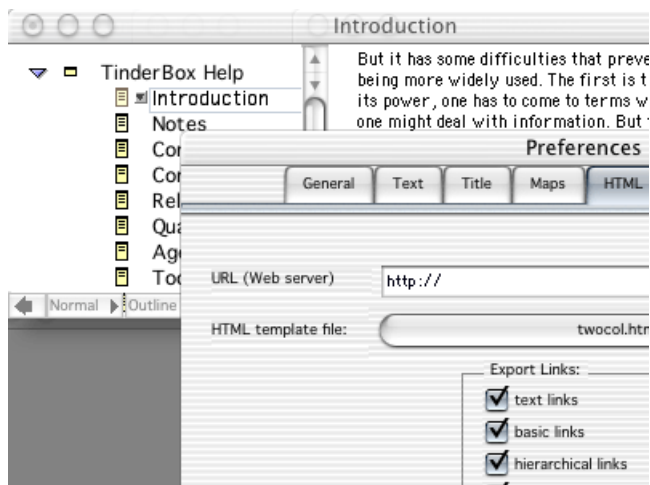 Introduction
TinderBox Help
Introduction
Notes
But it has some difficulties that preve
being more widely used. The first is t
its power, one has to come to terms w
one might deal with information. But
Normal
Outline
Preferences
General
Text
Title
Maps
HTML
URL (Web server)
http://
HTML template file:
twocol.htm
Export Links:
text links
basic links
hierarchical links